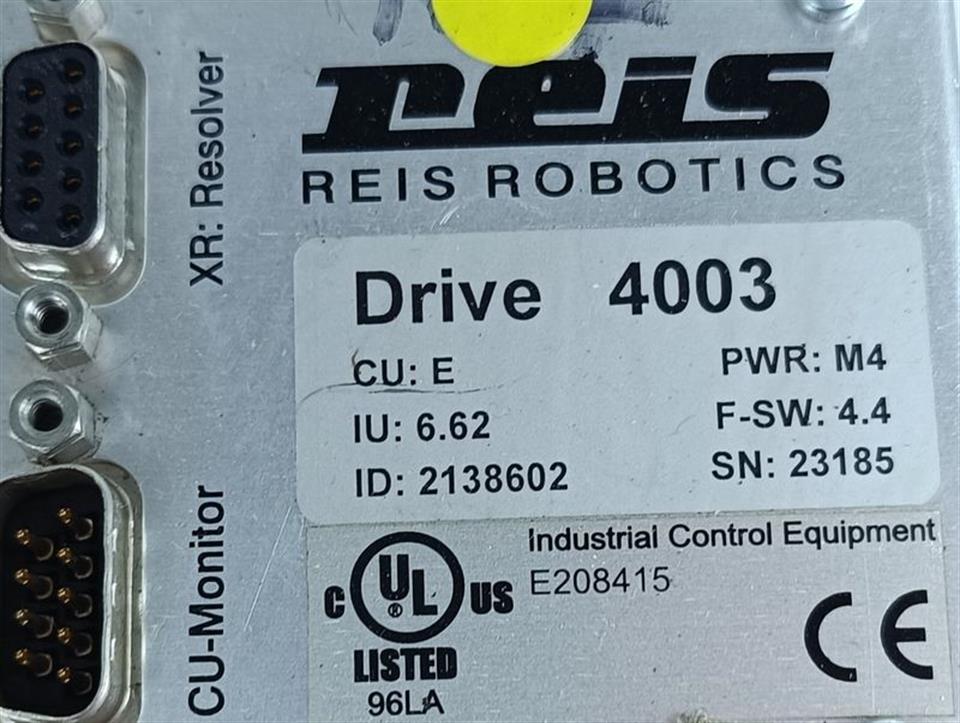 reis
REIS ROBOTICS
XR: Resolver
Drive 4003
CU: E PWR: M4
IU: 6.62 F-SW: 4.4
ID: 2138602 SN: 23185
CU-Monitor
Industrial Control Equipment
E208415
C UL ® US
LISTED
96LA
CE